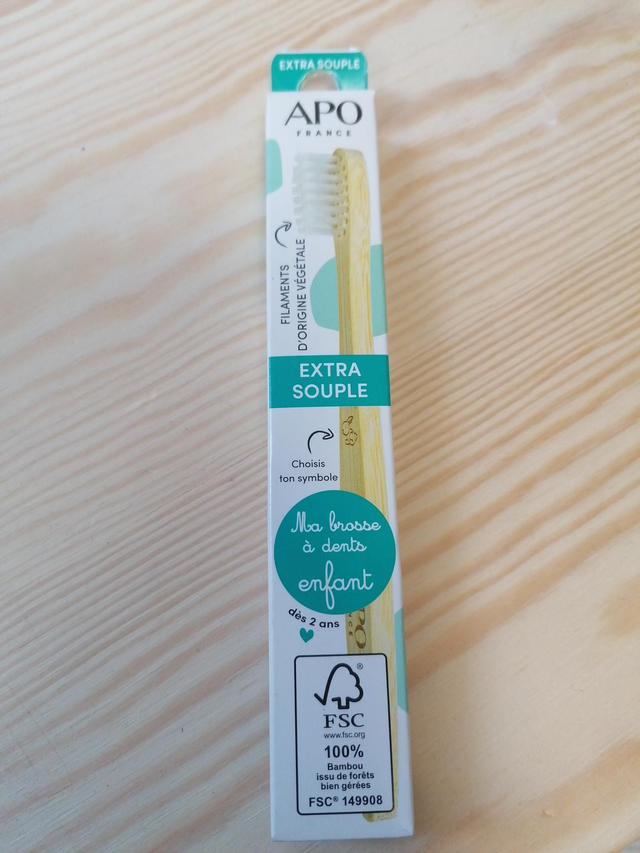 EXTRA SOUPLE
APO
FRANCE
FILAMENTS
D'ORIGINE VÉGÉTALE
EXTRA
SOUPLE
Choisis
ton symbole
Ma brosse
à dents
enfant
dès 2 ans
FSC
®
www.fsc.org
100%
Bambou
issu de forêts
bien gérées
FSC® 149908